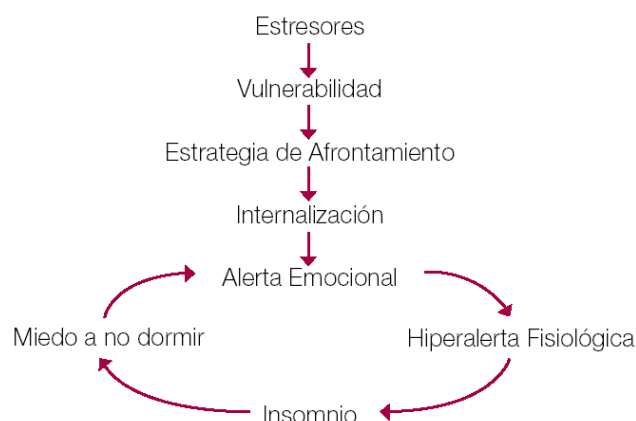 Estresores
Vulnerabilidad
Estrategia de Afrontamiento
Internalización
Alerta Emocional
Miedo a no dormir
Hiperalerta Fisiológica
Insomnio